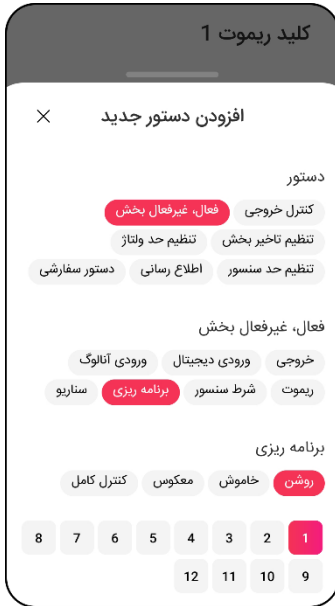 کلید ریموت 1
افزودن دستور جدید
دستور
کنترل خروجی فعال، غیرفعال بخش
تنظیم تاخیر بخش تنظیم حد ولتاژ
تنظیم حد سنسور اطلاع رسانی دستور سفارشی
فعال، غیرفعال بخش
خروجی ورودی دیجیتال ورودی آنالوگ
ریموت شرط سنسور برنامه ریزی سناریو
برنامه ریزی
روشن خاموش معکوس کنترل کامل
1 2 3 4 5 6 7 8
9 10 11 12